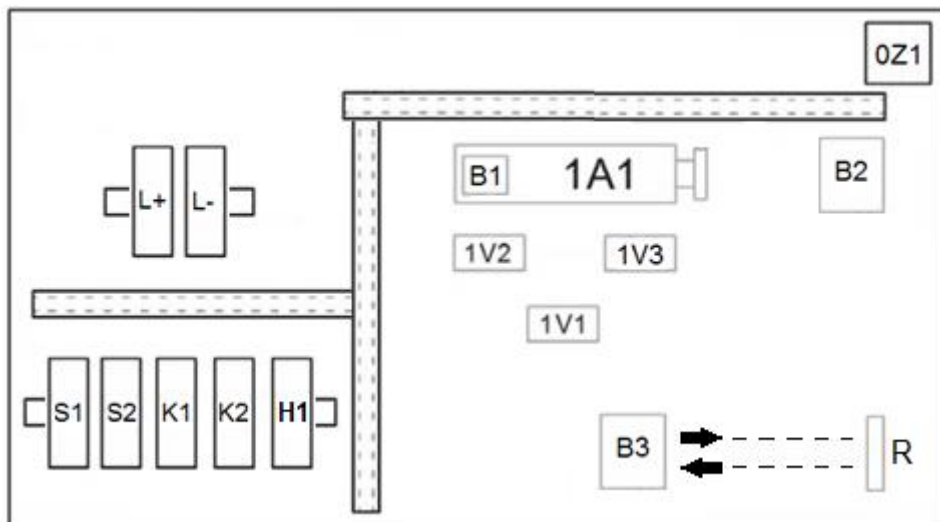 0Z1
L+ L-
B1 1A1 B2
1V2 1V3
1V1
S1 S2 K1 K2 H1
B3 R